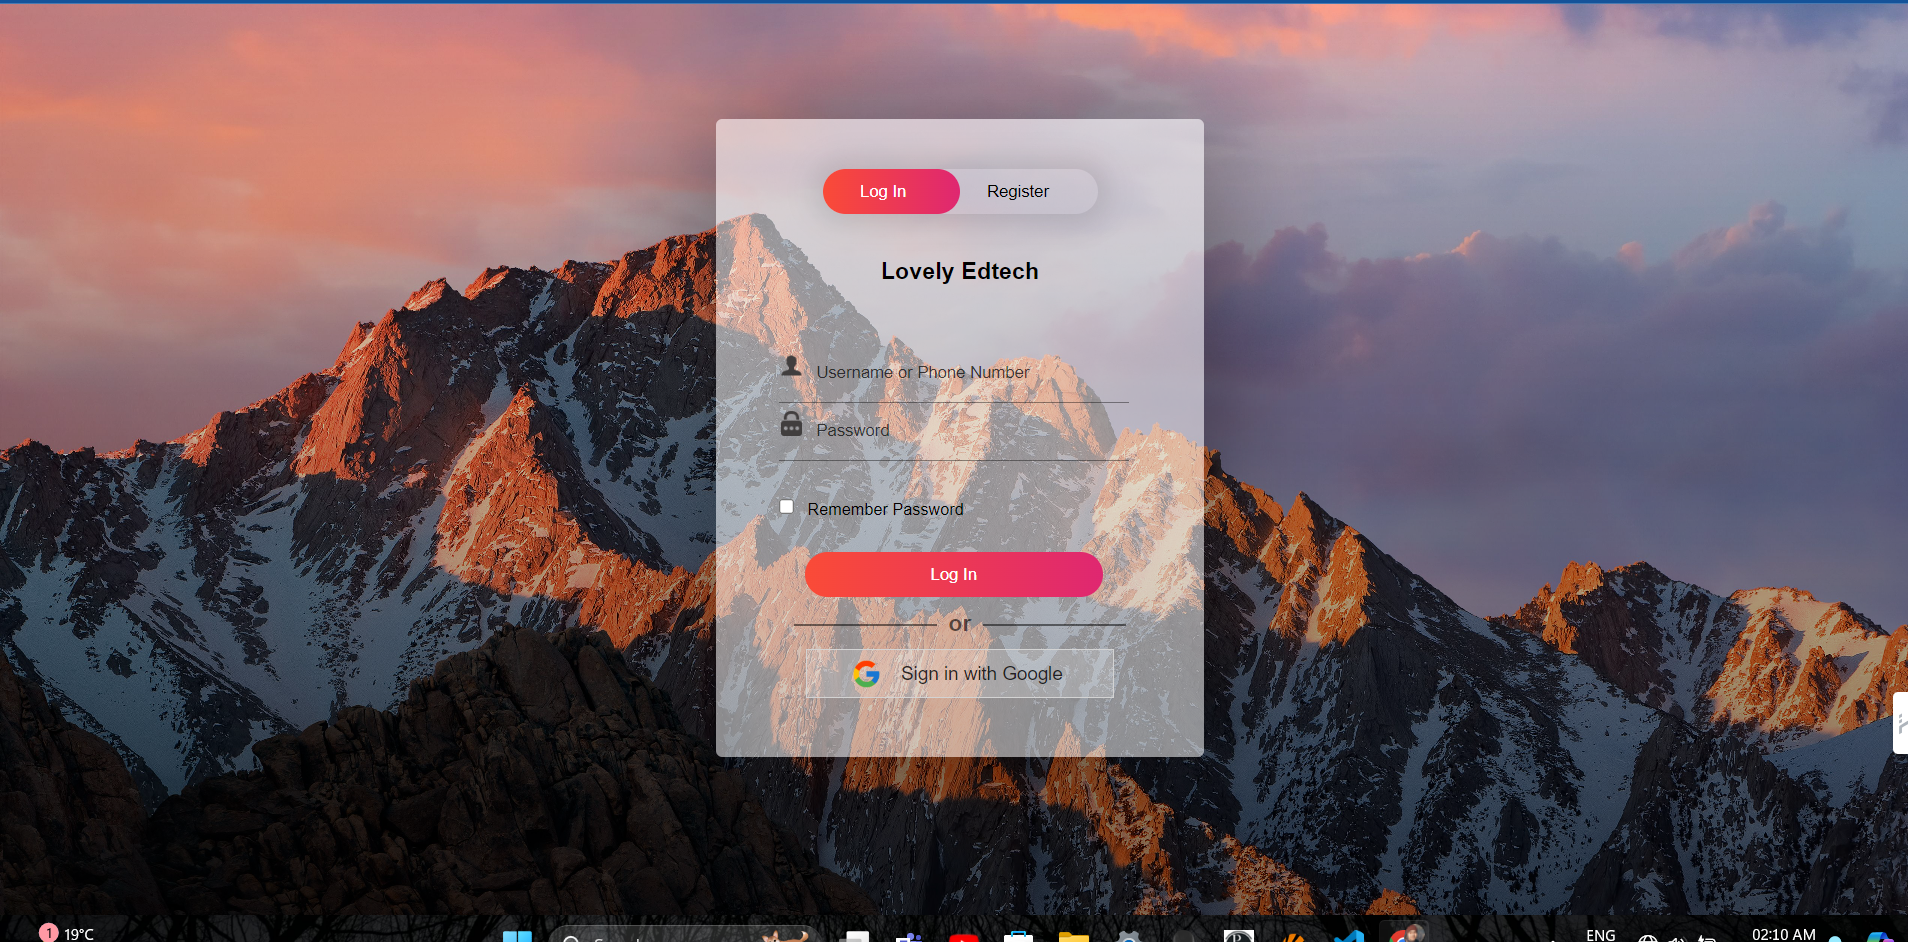 Log In Register
Lovely Edtech
Username or Phone Number
Password
Remember Password
Log In
or
Sign in with Google
1 19°C
ENG 02:10 AM